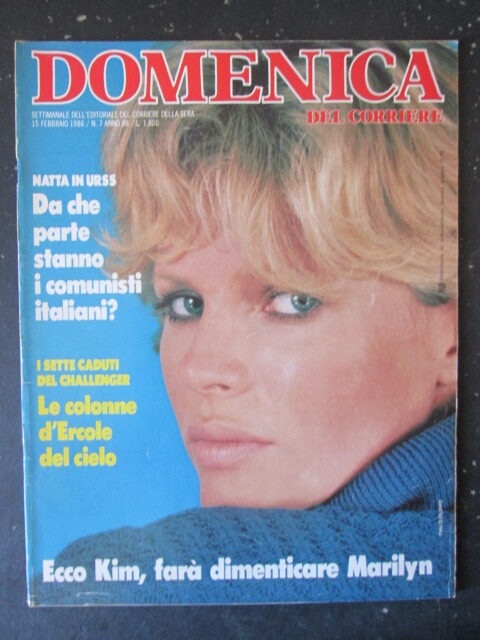 DOMENICA
DEL CORRIERE
SETTIMANALE DELL'EDITORIALE DEL CORRIERE DELLA SERA
15 FEBBRAIO 1986 / N. 7 ANNO 88 / L. 1.800
NATTA IN URSS
Da che
parte
stanno
i comunisti
italiani?
I SETTE CADUTI
DEL CHALLENGER
Le colonne
d'Ercole
del cielo
Ecco Kim, farà dimenticare Marilyn